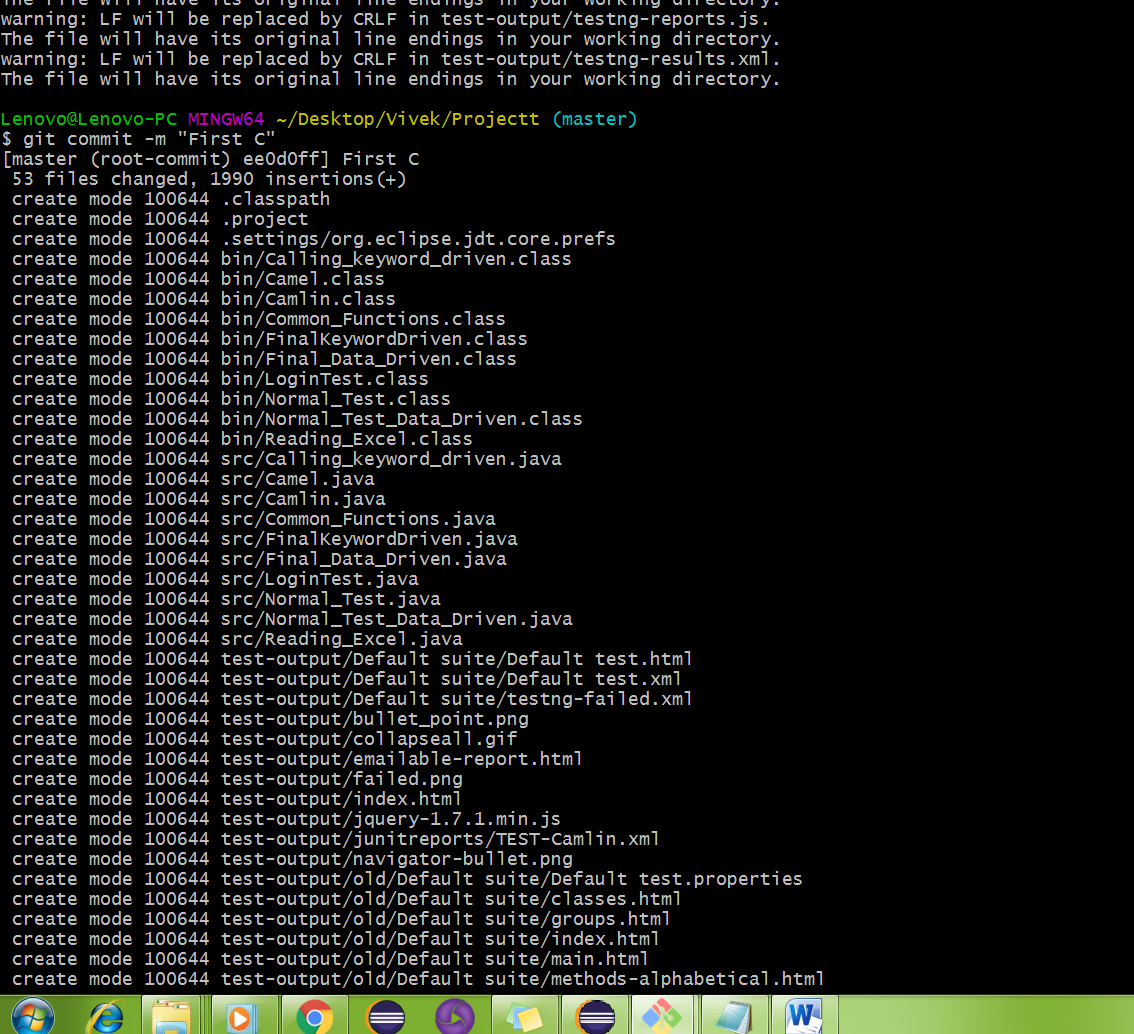 The file will have its original line endings in your working directory.
warning: LF will be replaced by CRLF in test-output/testng-reports.js.
The file will have its original line endings in your working directory.
warning: LF will be replaced by CRLF in test-output/testng-results.xml.
The file will have its original line endings in your working directory.
Lenovo@Lenovo-PC MINGW64 ~/Desktop/Vivek/Projectt (master)
$ git commit -m "First C"
[master (root-commit) ee0d0ff] First C
53 files changed, 1990 insertions(+)
create mode 100644 .classpath
create mode 100644 .project
create mode 100644 .settings/org.eclipse.jdt.core.prefs
create mode 100644 bin/Calling_keyword_driven.class
create mode 100644 bin/Camel.class
create mode 100644 bin/Camlin.class
create mode 100644 bin/Common_Functions.class
create mode 100644 bin/FinalKeywordDriven.class
create mode 100644 bin/Final_Data_Driven.class
create mode 100644 bin/LoginTest.class
create mode 100644 bin/Normal_Test.class
create mode 100644 bin/Normal_Test_Data_Driven.class
create mode 100644 bin/Reading_Excel.class
create mode 100644 src/Calling_keyword_driven.java
create mode 100644 src/Camel.java
create mode 100644 src/Camlin.java
create mode 100644 src/Common_Functions.java
create mode 100644 src/FinalKeywordDriven.java
create mode 100644 src/Final_Data_Driven.java
create mode 100644 src/LoginTest.java
create mode 100644 src/Normal_Test.java
create mode 100644 src/Normal_Test_Data_Driven.java
create mode 100644 src/Reading_Excel.java
create mode 100644 test-output/Default suite/Default test.html
create mode 100644 test-output/Default suite/Default test.xml
create mode 100644 test-output/Default suite/testng-failed.xml
create mode 100644 test-output/bullet_point.png
create mode 100644 test-output/collapseall.gif
create mode 100644 test-output/emailable-report.html
create mode 100644 test-output/failed.png
create mode 100644 test-output/index.html
create mode 100644 test-output/jquery-1.7.1.min.js
create mode 100644 test-output/junitreports/TEST-Camlin.xml
create mode 100644 test-output/navigator-bullet.png
create mode 100644 test-output/old/Default suite/Default test.properties
create mode 100644 test-output/old/Default suite/classes.html
create mode 100644 test-output/old/Default suite/groups.html
create mode 100644 test-output/old/Default suite/index.html
create mode 100644 test-output/old/Default suite/main.html
create mode 100644 test-output/old/Default suite/methods-alphabetical.html